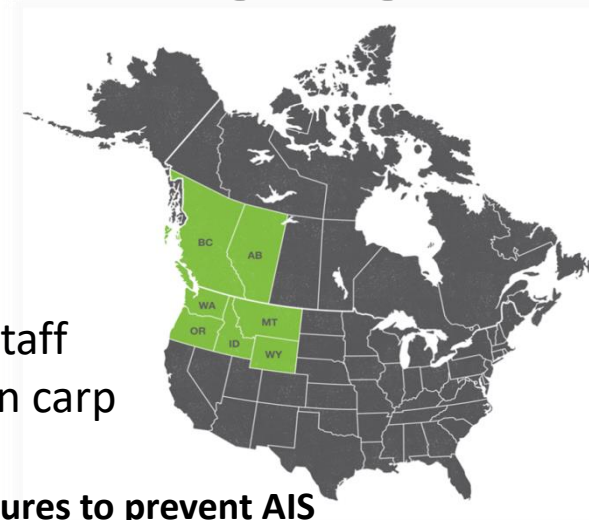 BC
AB
WA
MT
OR
ID
WY
taff
n carp
ures to prevent AIS